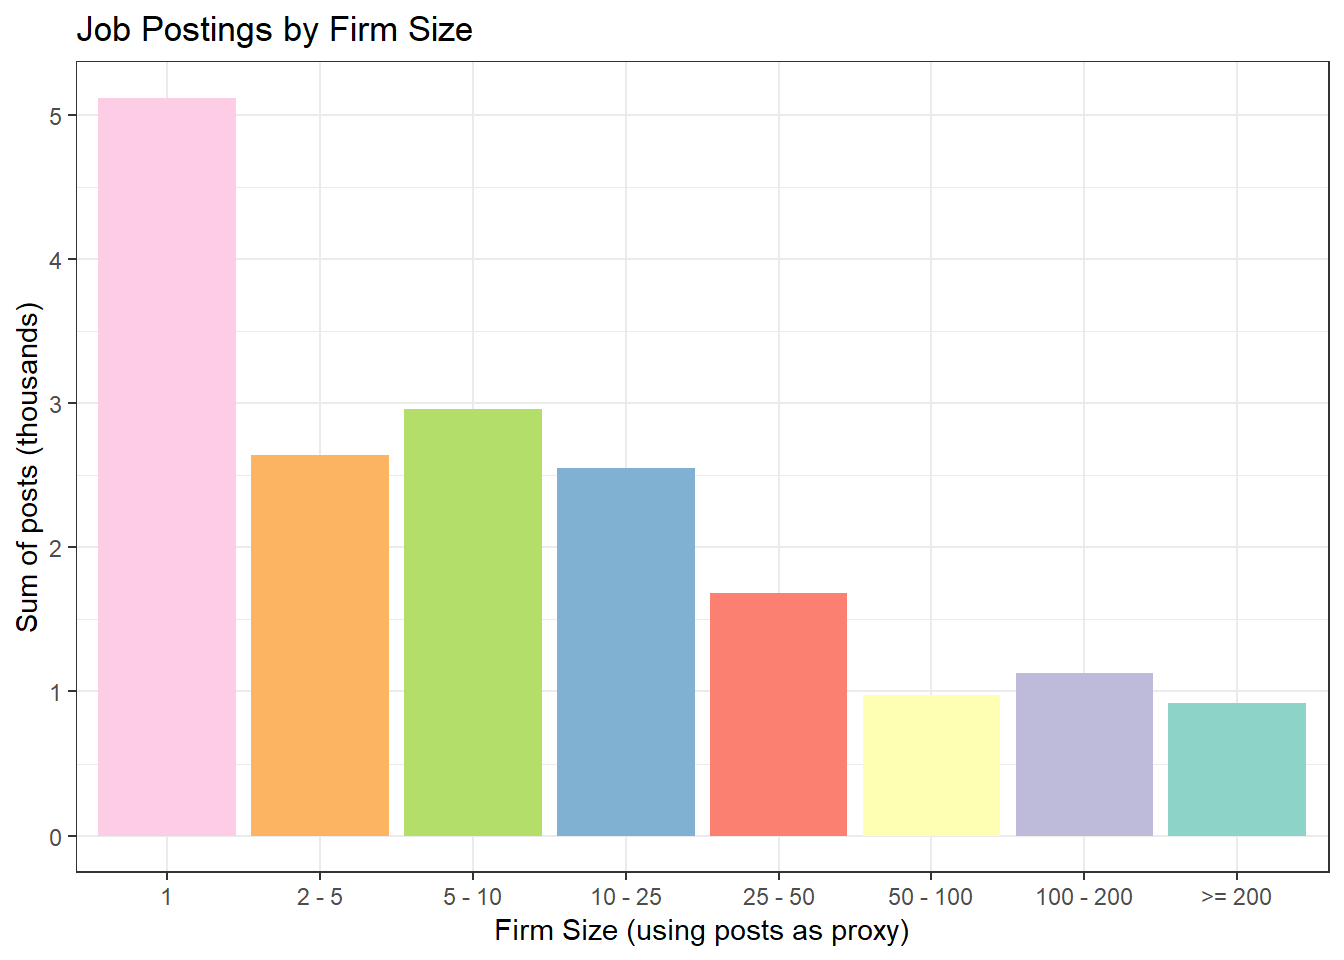 Job Postings by Firm Size
Sum of posts (thousands)
5
4
3
2
1
0
1 2 - 5 5 - 10 10 - 25 25 - 50 50 - 100 100 - 200 >= 200
Firm Size (using posts as proxy)